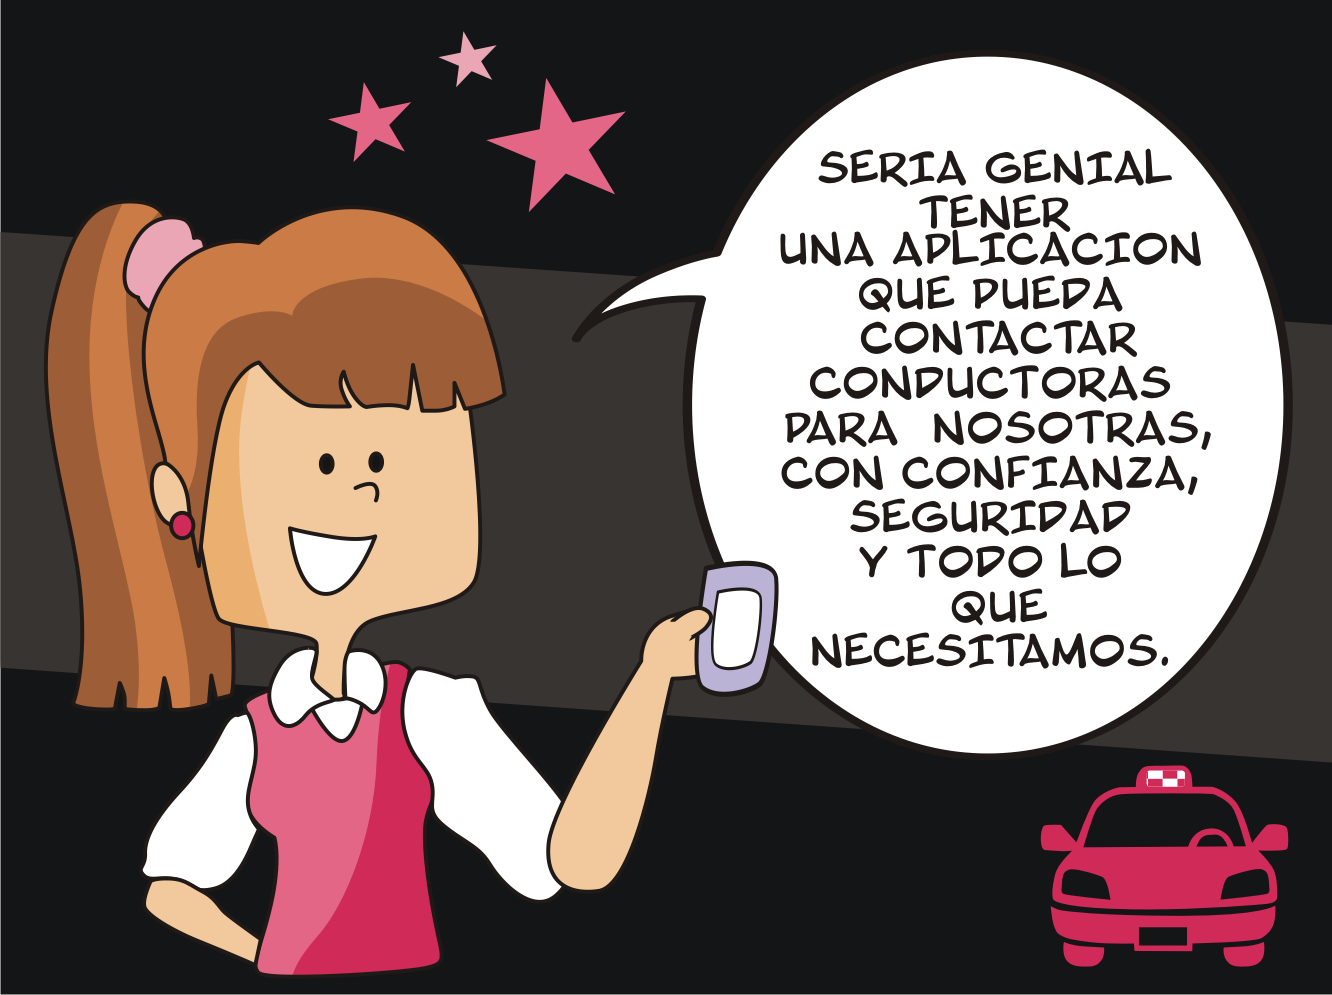 SERIA GENIAL
TENER
UNA APLICACION
QUE PUEDA
CONTACTAR
CONDUCTORAS
PARA NOSOTRAS,
CON CONFIANZA,
SEGURIDAD
Y TODO LO
QUE
NECESITAMOS.